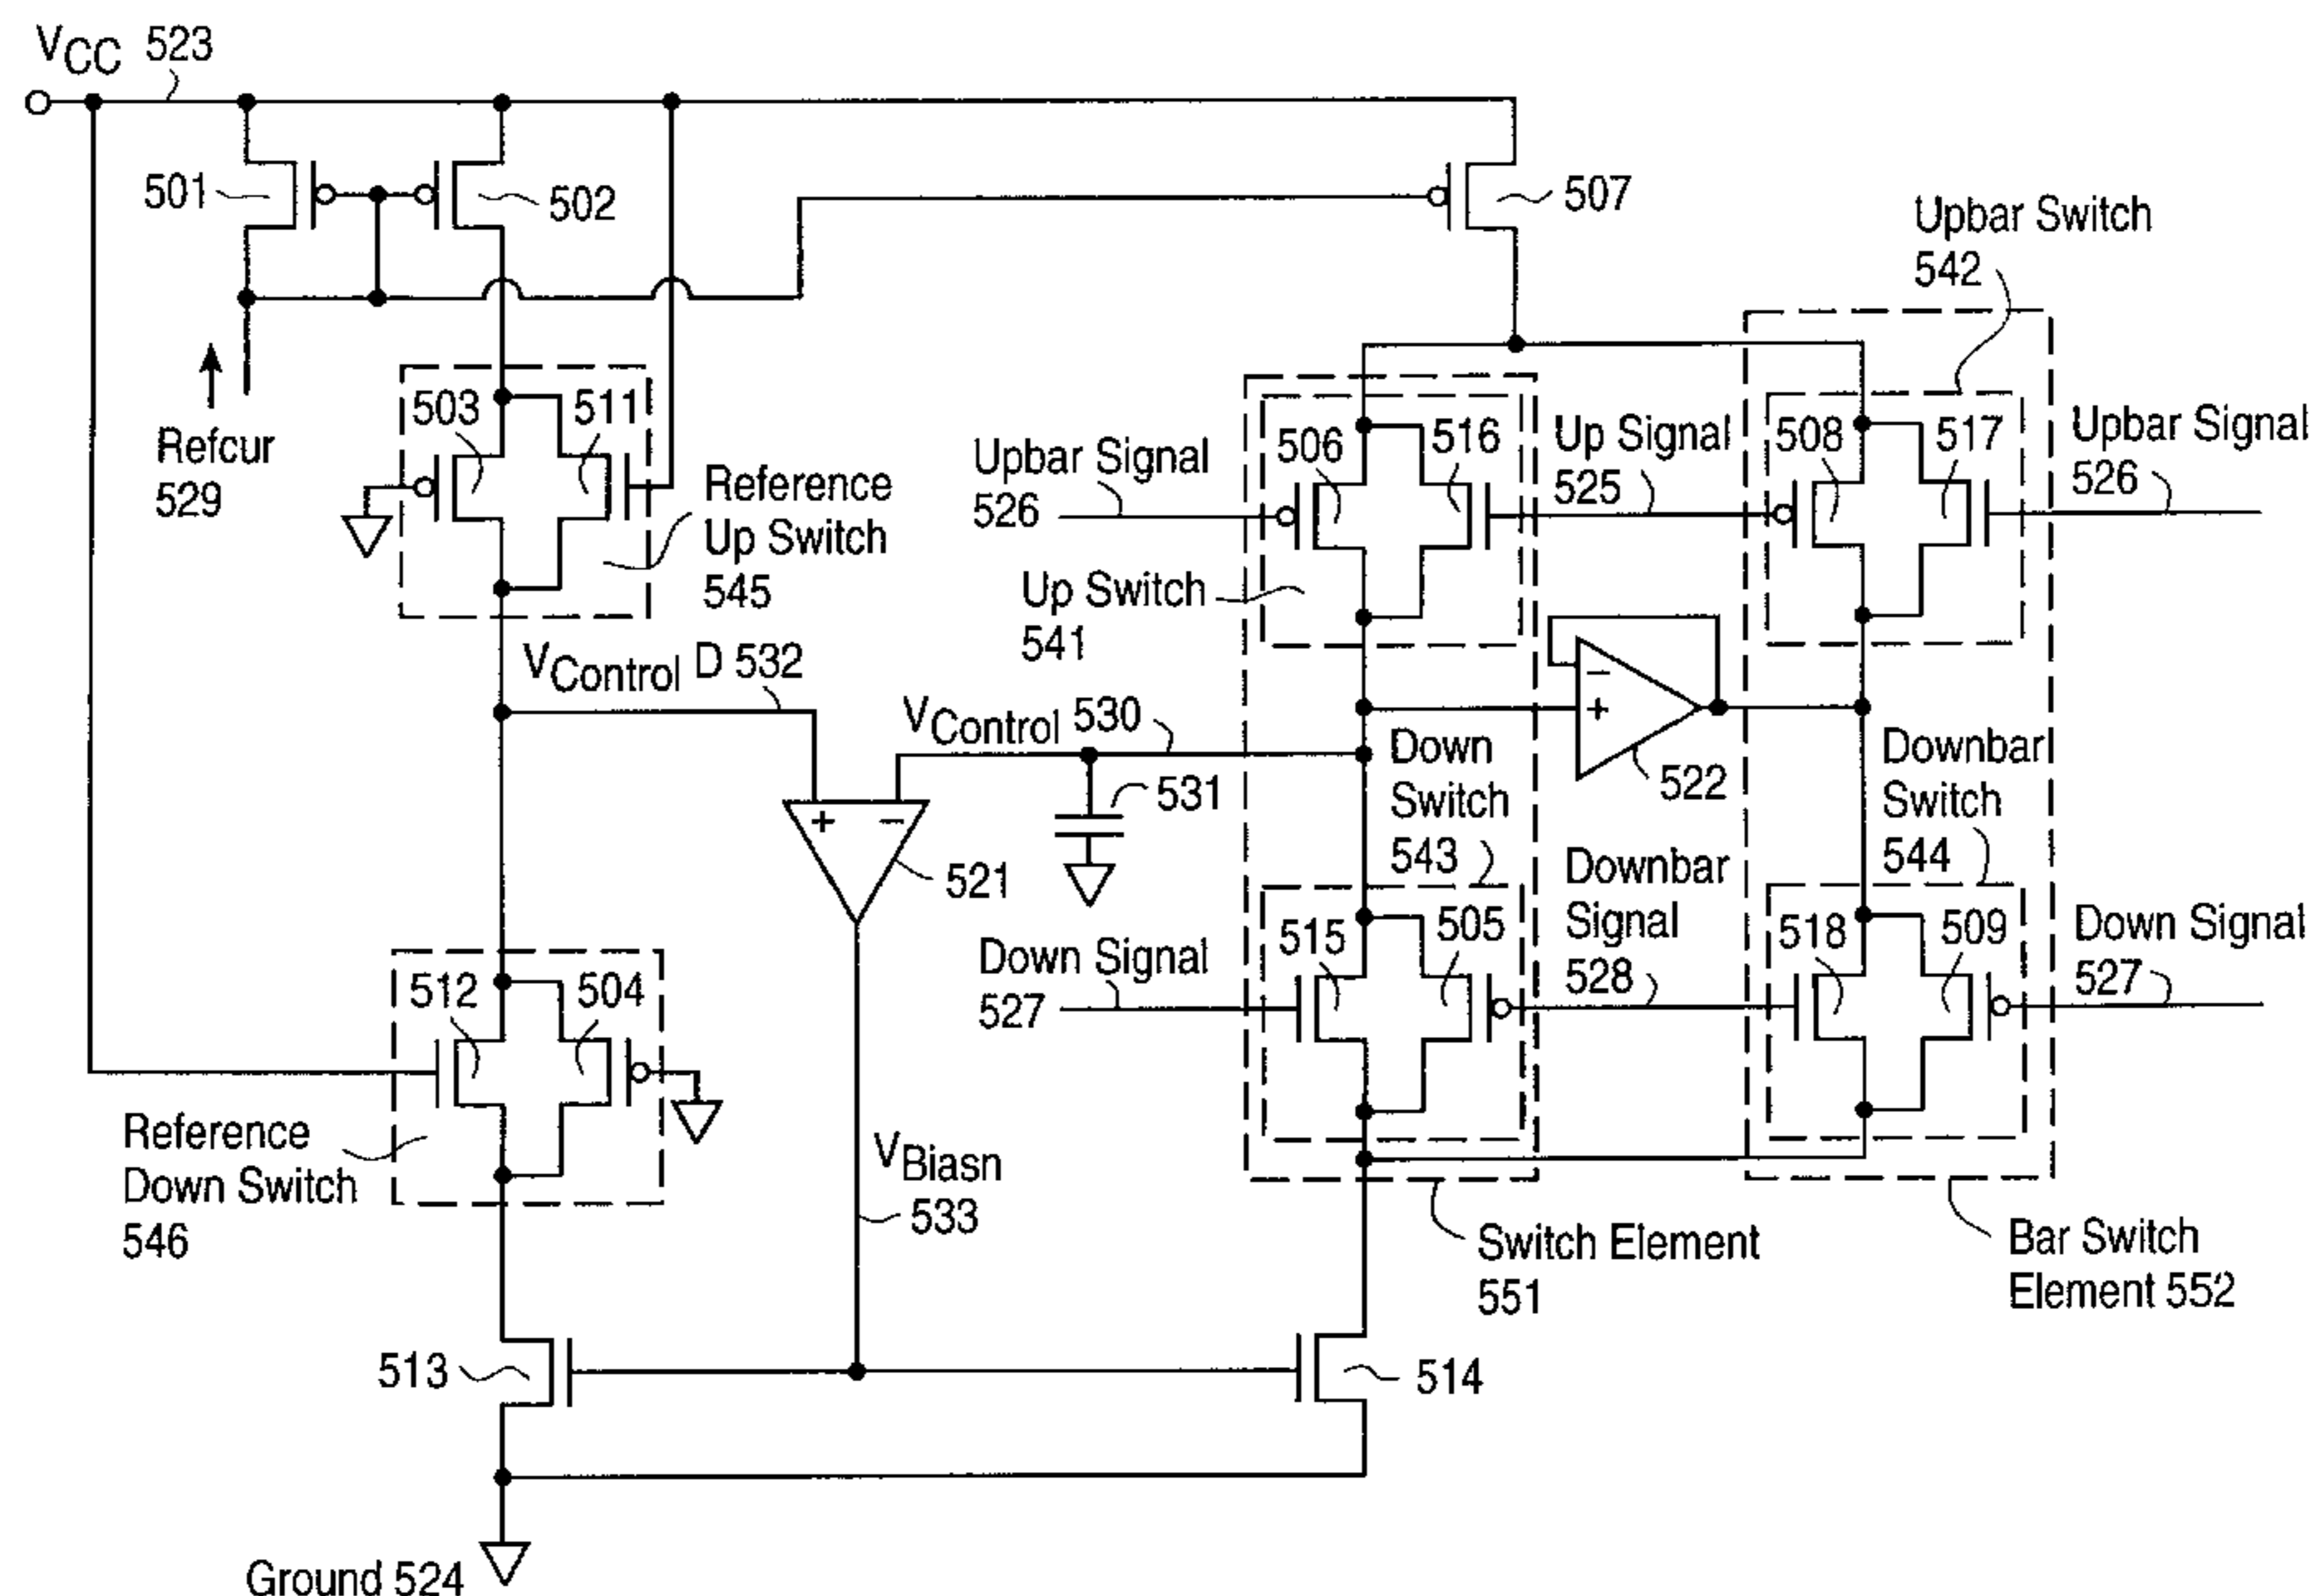 VCC 523
501
502
507
Upbar Switch
542
Refcur
529
503
511
Reference
Up Switch
545
Upbar Signal
526
506
516
Up Signal
525
508
517
Upbar Signal
526
Up Switch
541
VControl D 532
VControl 530
531
521
+
−
−
+
522
Down
Switch
543
Downbar
Switch
544
Downbar
Signal
528
Down Signal
527
515
505
518
509
Down Signal
527
512
504
Reference
Down Switch
546
VBiasn
533
Switch Element
551
Bar Switch
Element 552
513
514
Ground 524